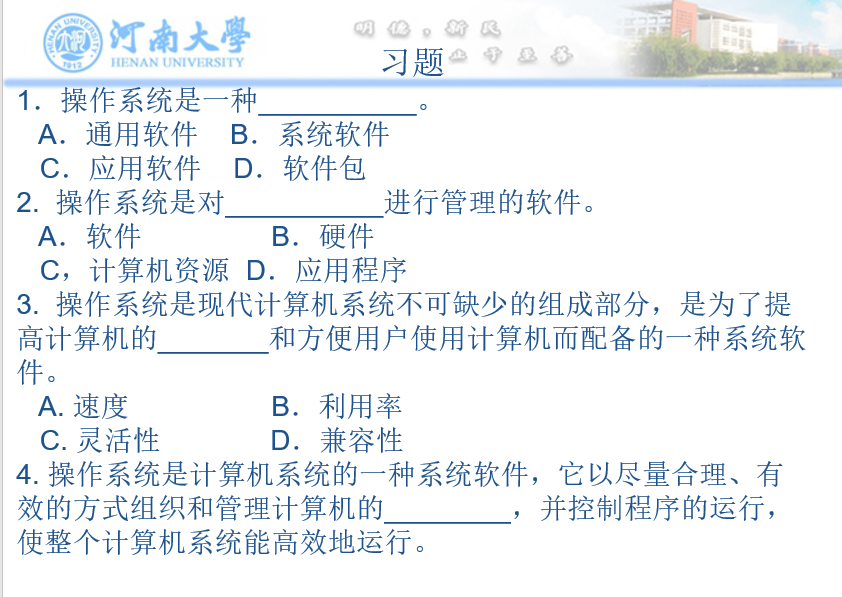 河南大學
HENAN UNIVERSITY
HENAN UNIVERSITY
1912
明德，新民
止于至善
习题
1．操作系统是一种___________。
A．通用软件 B．系统软件
C．应用软件 D．软件包
2. 操作系统是对___________进行管理的软件。
A．软件 B．硬件
C，计算机资源 D．应用程序
3. 操作系统是现代计算机系统不可缺少的组成部分，是为了提
高计算机的________和方便用户使用计算机而配备的一种系统软
件。
A. 速度 B．利用率
C. 灵活性 D．兼容性
4. 操作系统是计算机系统的一种系统软件，它以尽量合理、有
效的方式组织和管理计算机的_________，并控制程序的运行，
使整个计算机系统能高效地运行。